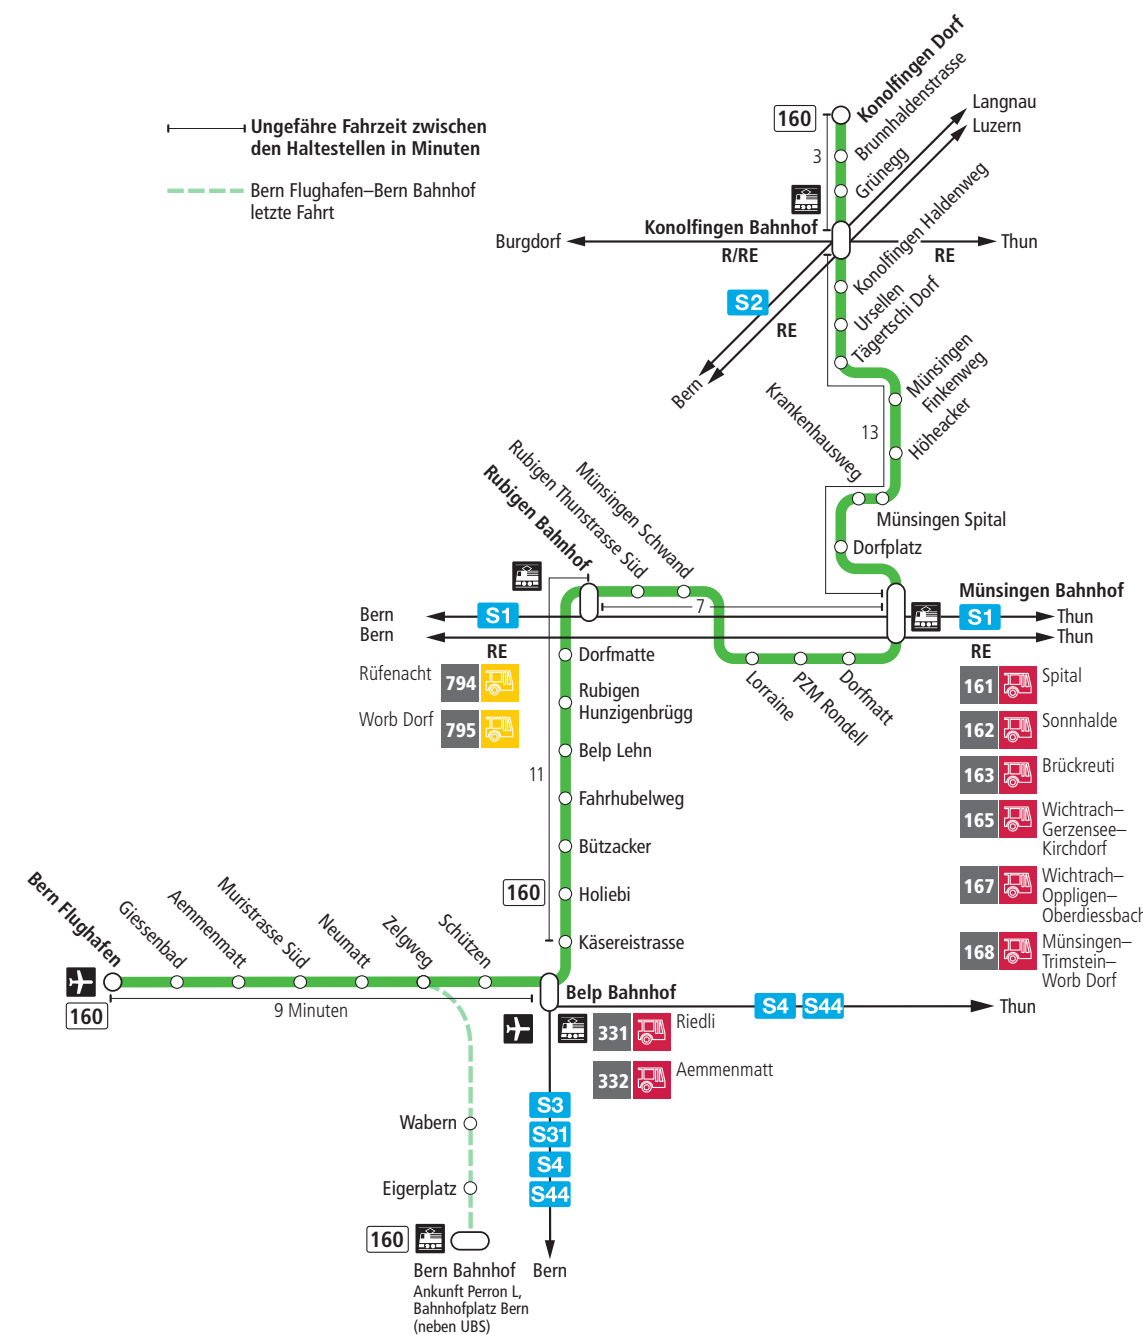 Ungefähre Fahrzeit zwischen
den Haltestellen in Minuten
Bern Flughafen–Bern Bahnhof
letzte Fahrt
160
Konolfingen Dorf
Brunnhaldenstrasse
Grünegg
3
Langnau
Luzern
Konolfingen Bahnhof
Burgdorf
R/RE
RE
Thun
Konolfingen Haldenweg
Ursellen
Tägertschi Dorf
S2
RE
Bern
Münsingen
Finkenweg
Höheacker
13
Krankenhausweg
Münsingen Spital
Dorfplatz
Rubigen Bahnhof
Rubigen Thunstrasse Süd
Münsingen Schwand
7
Münsingen Bahnhof
Bern
S1
S1
Thun
Bern
Thun
RE
RE
Rüfenacht
794
Worb Dorf
795
Lorraine
PZM Rondell
Dorfmatt
161
Spital
162
Sonnhalde
163
Brückreuti
165
Wichtrach–
Gerzensee–
Kirchdorf
167
Wichtrach–
Oppligen–
Oberdiessbach
168
Münsingen–
Trimstein–
Worb Dorf
Dorfmatte
Rubigen
Hunzigenbrügg
Belp Lehn
11
Fahrhubelweg
Bützacker
160
Holiebi
Käsereistrasse
Bern Flughafen
Giessenbad
Aemmenmatt
Muristrasse Süd
Neumatt
Zelgweg
Schützen
160
9 Minuten
Belp Bahnhof
S4
S44
Thun
331
Riedli
332
Aemmenmatt
S3
S31
S4
S44
Wabern
Eigerplatz
160
Bern Bahnhof
Ankunft Perron L,
Bahnhofplatz Bern
(neben UBS)
Bern